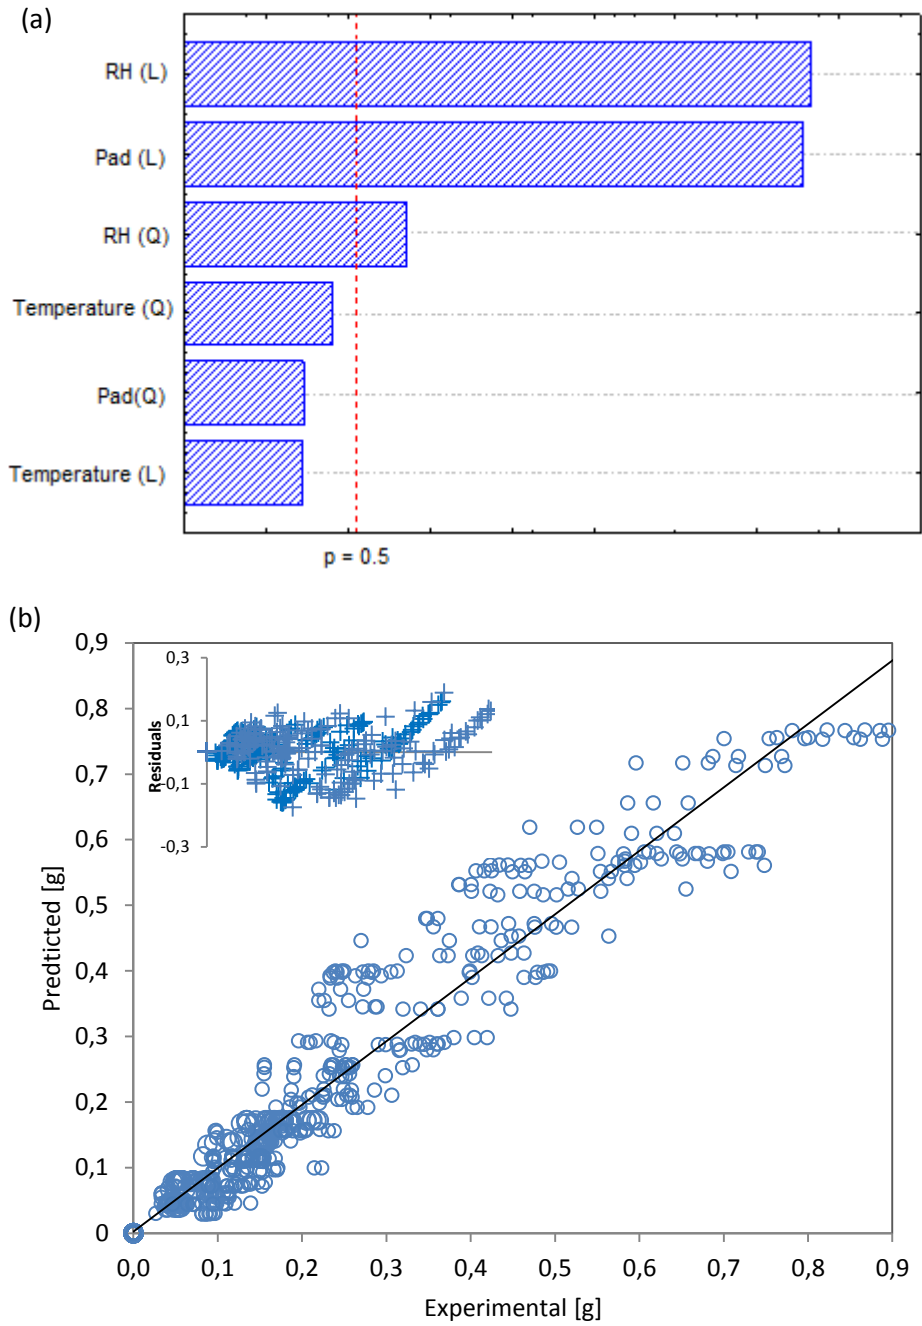 (a)
RH (L)
Pad (L)
RH (Q)
Temperature (Q)
Pad(Q)
Temperature (L)
p = 0.5
(b)
0,9
0,8
0,7
0,6
0,5
0,4
0,3
0,2
0,1
0
Predticted [g]
0,3
0,1
-0,1
-0,3
Residuals
0,0 0,1 0,2 0,3 0,4 0,5 0,6 0,7 0,8 0,9
Experimental [g]